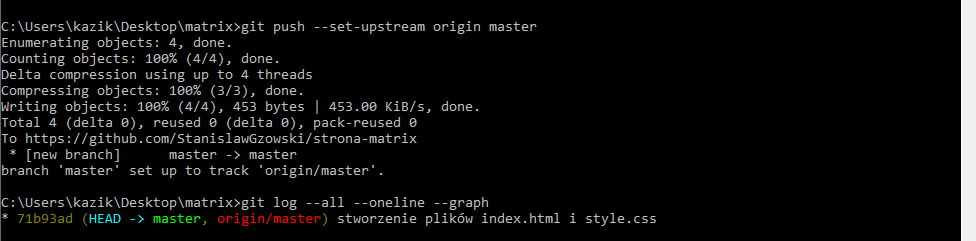 C:\Users\kazik\Desktop\matrix>git push --set-upstream origin master
Enumerating objects: 4, done.
Counting objects: 100% (4/4), done.
Delta compression using up to 4 threads
Compressing objects: 100% (3/3), done.
Writing objects: 100% (4/4), 453 bytes | 453.00 KiB/s, done.
Total 4 (delta 0), reused 0 (delta 0), pack-reused 0
To https://github.com/StanislawGzowski/strona-matrix
 * [new branch]      master -> master
branch 'master' set up to track 'origin/master'.
C:\Users\kazik\Desktop\matrix>git log --all --oneline --graph
* 71b93ad (HEAD -> master, origin/master) stworzenie plików index.html i style.css